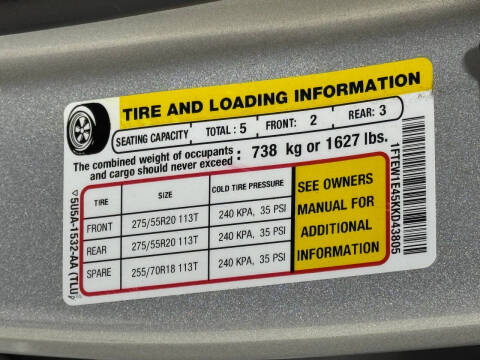 TIRE AND LOADING INFORMATION
SEATING CAPACITY TOTAL : 5 FRONT: 2 REAR: 3
The combined weight of occupants and cargo should never exceed : 738 kg or 1627 lbs.
TIRE SIZE COLD TIRE PRESSURE
FRONT 275/55R20 113T 240 KPA, 35 PSI
REAR 275/55R20 113T 240 KPA, 35 PSI
SPARE 255/70R18 113T 240 KPA, 35 PSI
SEE OWNERS
MANUAL FOR
ADDITIONAL
INFORMATION
5U5A-1532-AA (TLU)
1FTEW1E45KKD43805